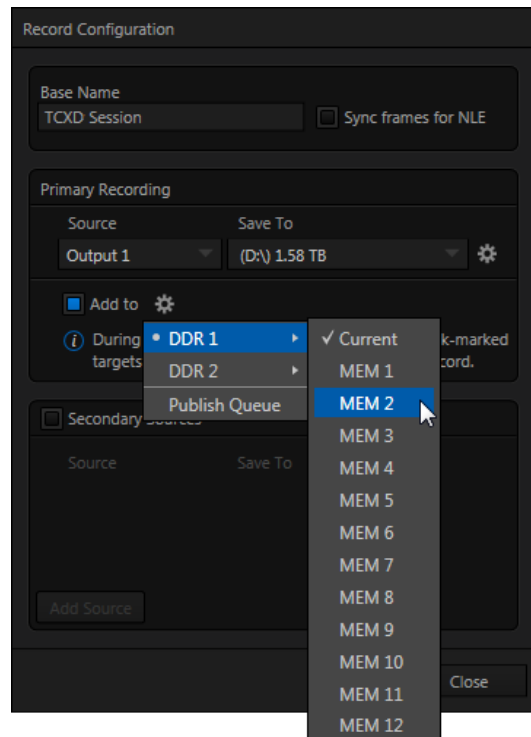 Record Configuration
Base Name
TCXD Session
Sync frames for NLE
Primary Recording
Source Save To
Output 1 (D:\) 1.58 TB
Add to
During k-marked
targets cord.
DDR 1
DDR 2
Publish Queue
✓ Current
MEM 1
MEM 2
MEM 3
MEM 4
MEM 5
MEM 6
MEM 7
MEM 8
MEM 9
MEM 10
MEM 11
MEM 12
Secondary Sources
Source Save To
Add Source
Close